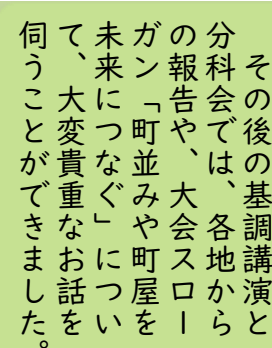 その後の基調講演と
分科会では、各地から
の報告や、大会スロー
ガン「町並みや町屋を
未来につなぐ」につい
て、大変貴重なお話を
伺うことができました。